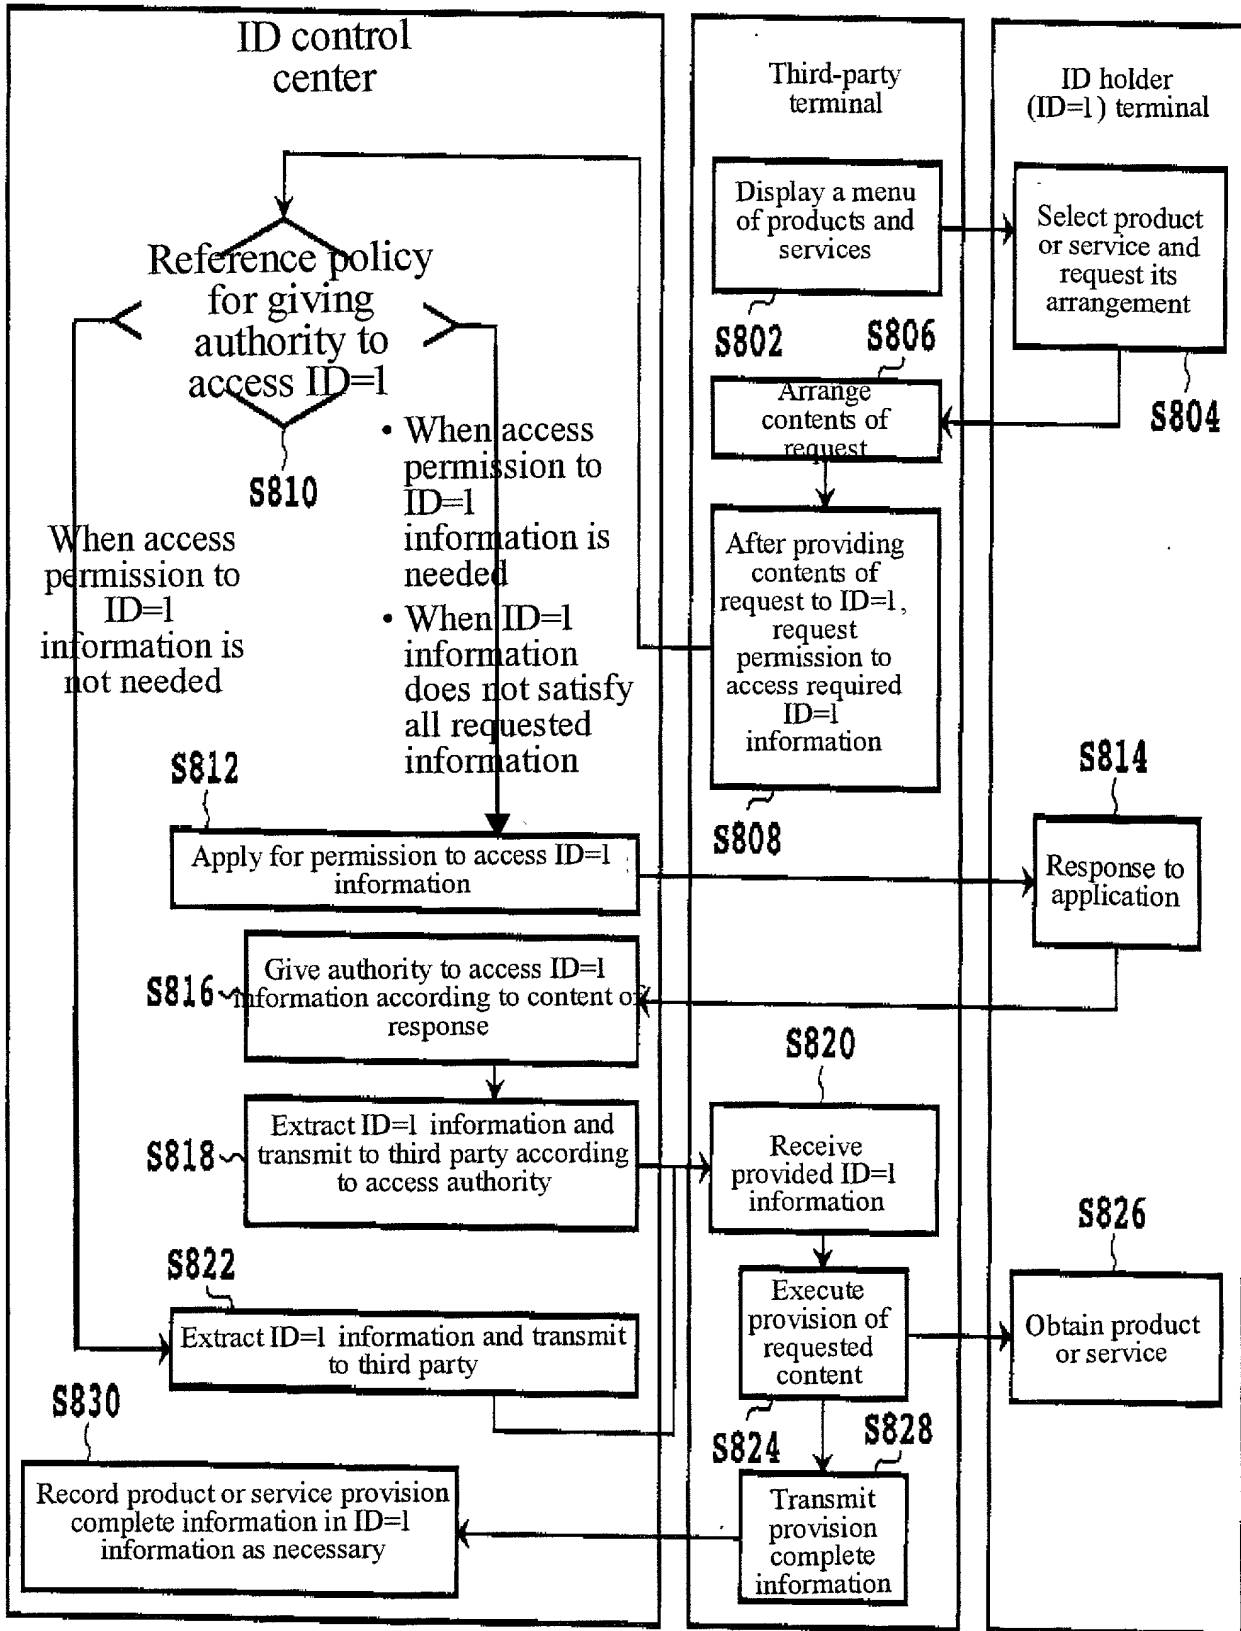 ID control
center
Third-party
terminal
ID holder
(ID=1) terminal
Display a menu
of products and
services
S802
Select product
or service and
request its
arrangement
S804
S806
Arrange
contents of
request
After providing
contents of
request to ID=1,
request
permission to
access required
ID=1
information
S808
Reference policy
for giving
authority to
access ID=1
S810
When access
permission to
ID=1
information is
not needed
• When access
permission to
ID=1
information is
needed
• When ID=1
information
does not satisfy
all requested
information
S812
Apply for permission to access ID=1
information
S814
Response to
application
S816
Give authority to access ID=1
information according to content of
response
S818
Extract ID=1 information and
transmit to third party according
to access authority
S820
Receive
provided ID=1
information
S822
Extract ID=1 information and transmit
to third party
Execute
provision of
requested
content
S824
S826
Obtain product
or service
S828
Transmit
provision
complete
information
S830
Record product or service provision
complete information in ID=1
information as necessary